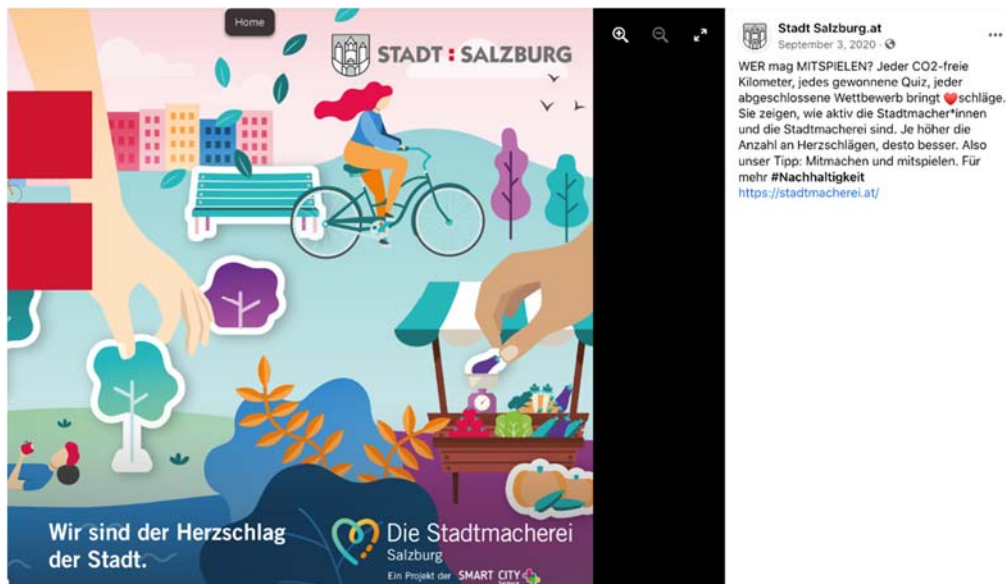 Home
STADT : SALZBURG
Wir sind der Herzschlag
der Stadt.
Die Stadtmacherei
Salzburg
Ein Projekt der SMART CITY
Stadt Salzburg.at
September 3, 2020
WER mag MITSPIELEN? Jeder CO2-freie
Kilometer, jedes gewonnene Quiz, jeder
abgeschlossene Wettbewerb bringt ❤️schläge.
Sie zeigen, wie aktiv die Stadtmacher*innen
und die Stadtmacherei sind. Je höher die
Anzahl an Herzschlägen, desto besser. Also
unser Tipp: Mitmachen und mitspielen. Für
mehr #Nachhaltigkeit
https://stadtmacherei.at/